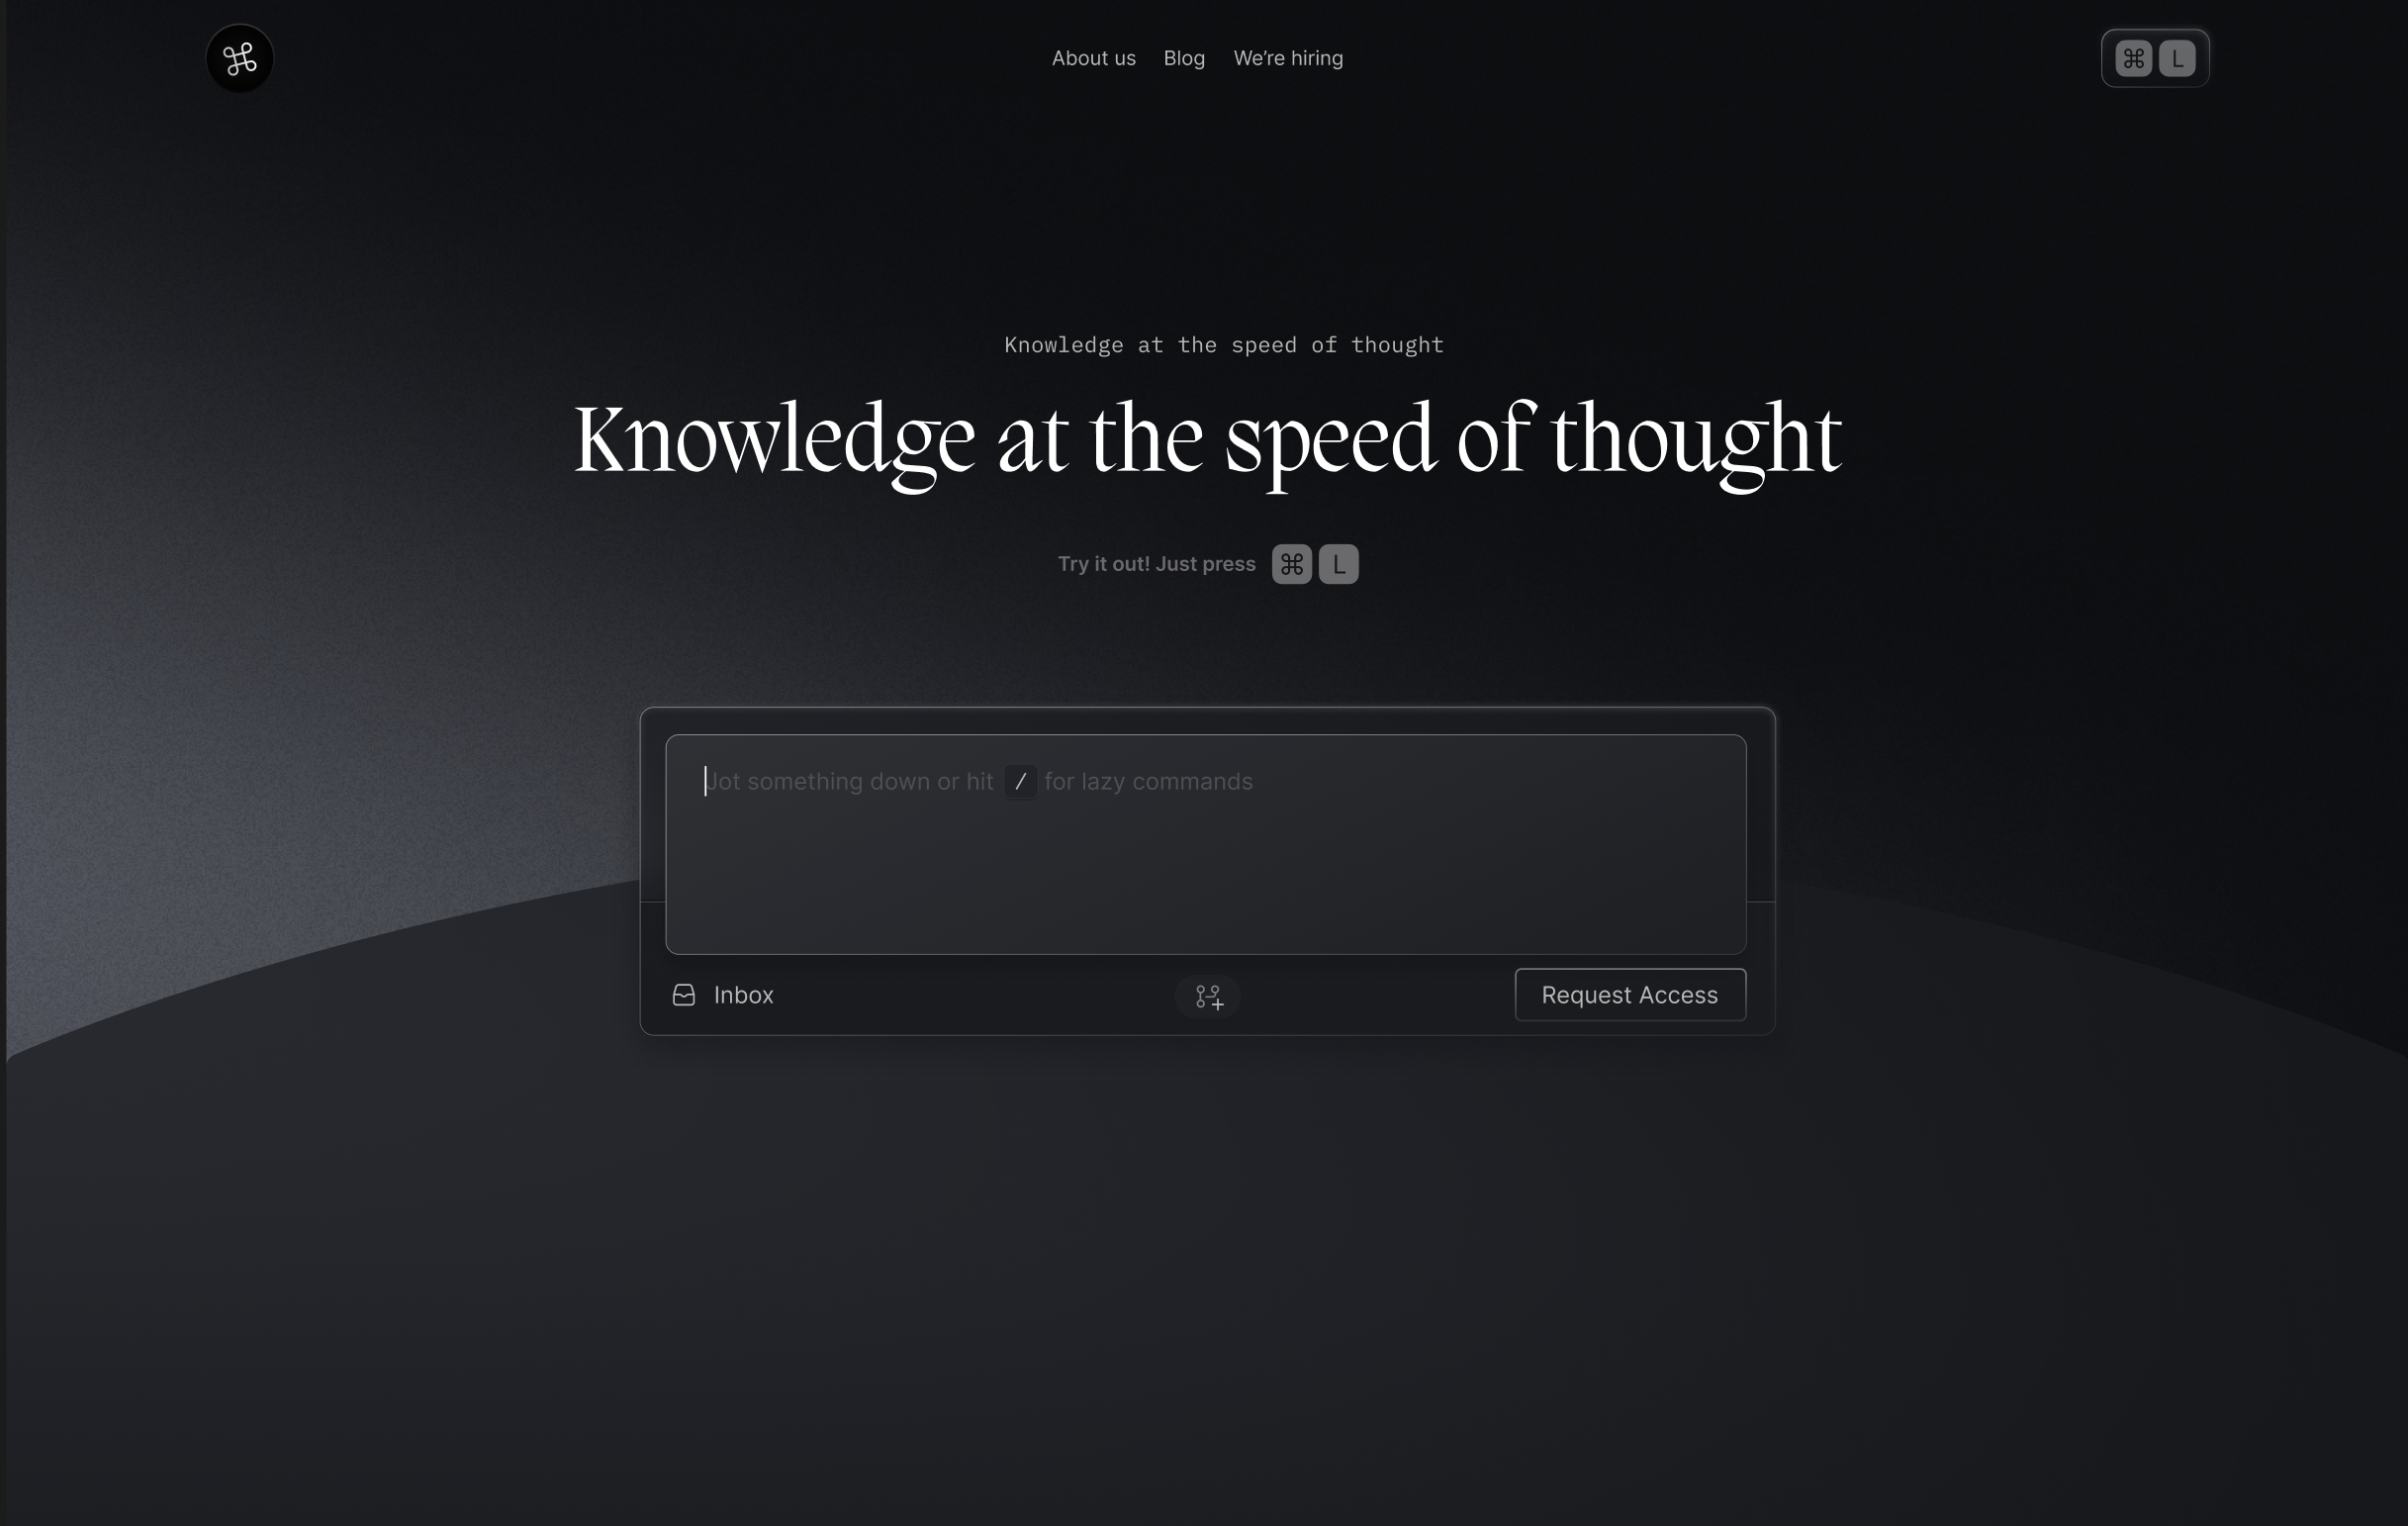 About us Blog We’re hiring ⌘ L
Knowledge at the speed of thought
Knowledge at the speed of thought
Try it out! Just press ⌘ L
Jot something down or hit / for lazy commands
Inbox Request Access